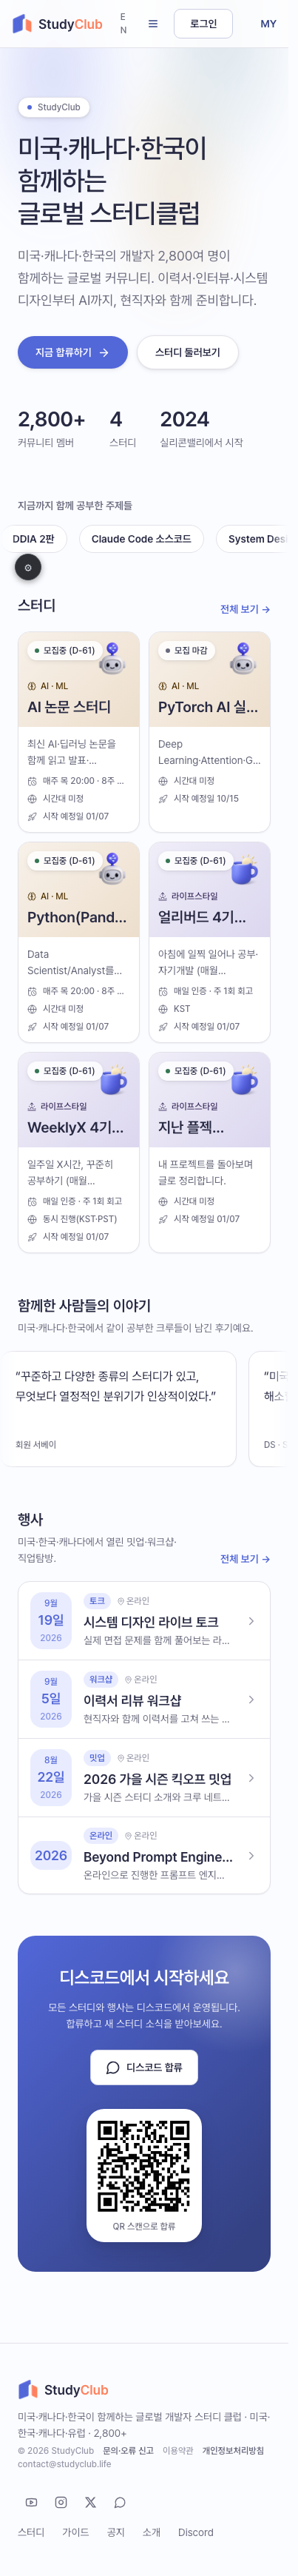 StudyClub
EN
로그인
MY
StudyClub
미국·캐나다·한국이
함께하는
글로벌 스터디클럽
미국·캐나다·한국의 개발자 2,800여 명이
함께하는 글로벌 커뮤니티. 이력서·인터뷰·시스템
디자인부터 AI까지, 현직자와 함께 준비합니다.
지금 합류하기 →
스터디 둘러보기
2,800+
4
2024
커뮤니티 멤버
스터디
실리콘밸리에서 시작
지금까지 함께 공부한 주제들
DDIA 2판
Claude Code 소스코드
System Des
스터디
전체 보기 →
모집중 (D-61)
AI · ML
AI 논문 스터디
최신 AI·딥러닝 논문을
함께 읽고 발표·...
매주 목 20:00 · 8주 ...
시간대 미정
시작 예정일 01/07
모집 마감
AI · ML
PyTorch AI 실...
Deep
Learning·Attention·G...
시간대 미정
시작 예정일 10/15
모집중 (D-61)
AI · ML
Python(Pand...
Data
Scientist/Analyst를...
매주 목 20:00 · 8주 ...
시간대 미정
시작 예정일 01/07
모집중 (D-61)
라이프스타일
얼리버드 4기...
아침에 일찍 일어나 공부·
자기개발 (매월...
매일 인증 · 주 1회 회고
KST
시작 예정일 01/07
모집중 (D-61)
라이프스타일
WeeklyX 4기...
일주일 X시간, 꾸준히
공부하기 (매월...
매일 인증 · 주 1회 회고
동시 진행(KST·PST)
시작 예정일 01/07
모집중 (D-61)
라이프스타일
지난 플젝...
내 프로젝트를 돌아보며
글로 정리합니다.
시간대 미정
시작 예정일 01/07
함께한 사람들의 이야기
미국·캐나다·한국에서 같이 공부한 크루들이 남긴 후기예요.
“꾸준하고 다양한 종류의 스터디가 있고,
무엇보다 열정적인 분위기가 인상적이었다.”
회원 서베이
“미국
해소
DS · S
행사
미국·한국·캐나다에서 열린 밋업·워크샵·
직업탐방.
전체 보기 →
9월
19일
2026
토크
온라인
시스템 디자인 라이브 토크
실제 면접 문제를 함께 풀어보는 라...
9월
5일
2026
워크샵
온라인
이력서 리뷰 워크샵
현직자와 함께 이력서를 고쳐 쓰는 ...
8월
22일
2026
밋업
온라인
2026 가을 시즌 킥오프 밋업
가을 시즌 스터디 소개와 크루 네트...
2026
온라인
온라인
Beyond Prompt Engine...
온라인으로 진행한 프롬프트 엔지...
디스코드에서 시작하세요
모든 스터디와 행사는 디스코드에서 운영됩니다.
합류하고 새 스터디 소식을 받아보세요.
디스코드 합류
QR 스캔으로 합류
StudyClub
미국·캐나다·한국이 함께하는 글로벌 개발자 스터디 클럽 · 미국·
한국·캐나다·유럽 · 2,800+
© 2026 StudyClub
문의·오류 신고
이용약관
개인정보처리방침
contact@studyclub.life
스터디
가이드
공지
소개
Discord